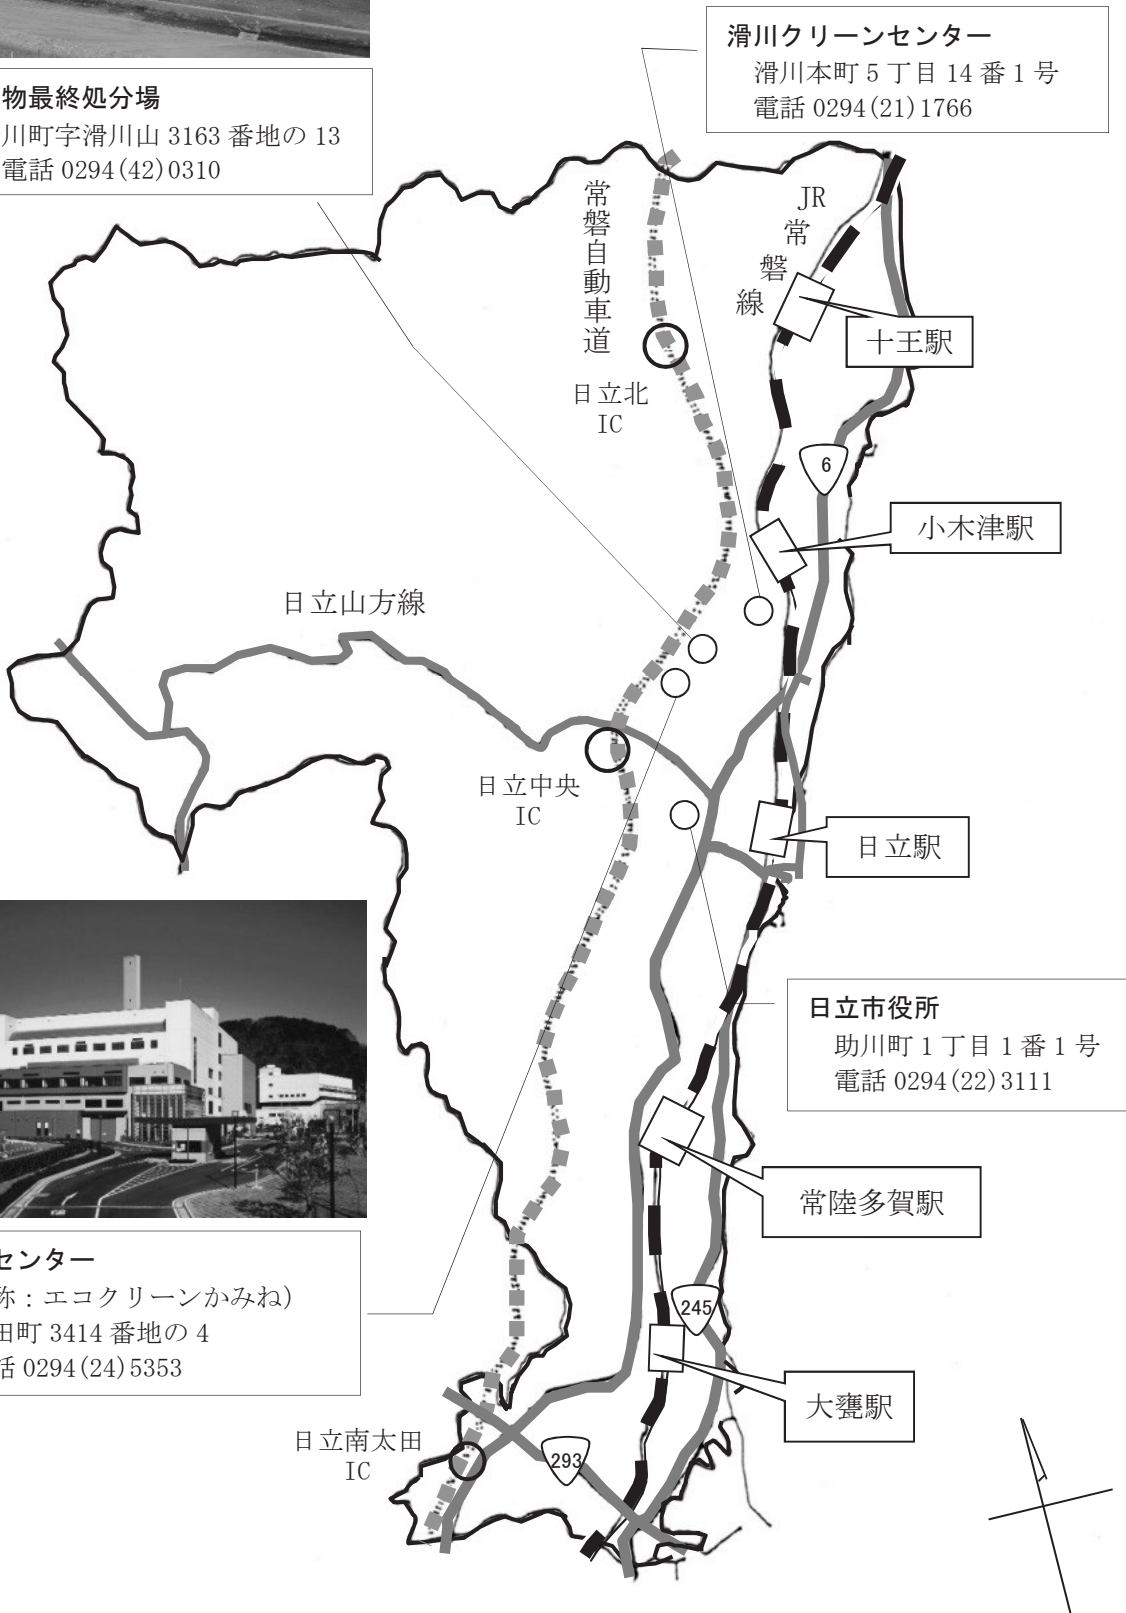 滑川クリーンセンター
滑川本町 5 丁目 14 番 1 号
電話 0294(21)1766
物最終処分場
川町字滑川山 3163 番地の 13
電話 0294(42)0310
常磐自動車道
JR
常
磐
線
十王駅
日立北
IC
6
小木津駅
日立山方線
日立中央
IC
日立駅
日立市役所
助川町 1 丁目 1 番 1 号
電話 0294(22)3111
常陸多賀駅
センター
称：エコクリーンかみね)
田町 3414 番地の 4
話 0294(24)5353
245
大甕駅
日立南太田
IC
293